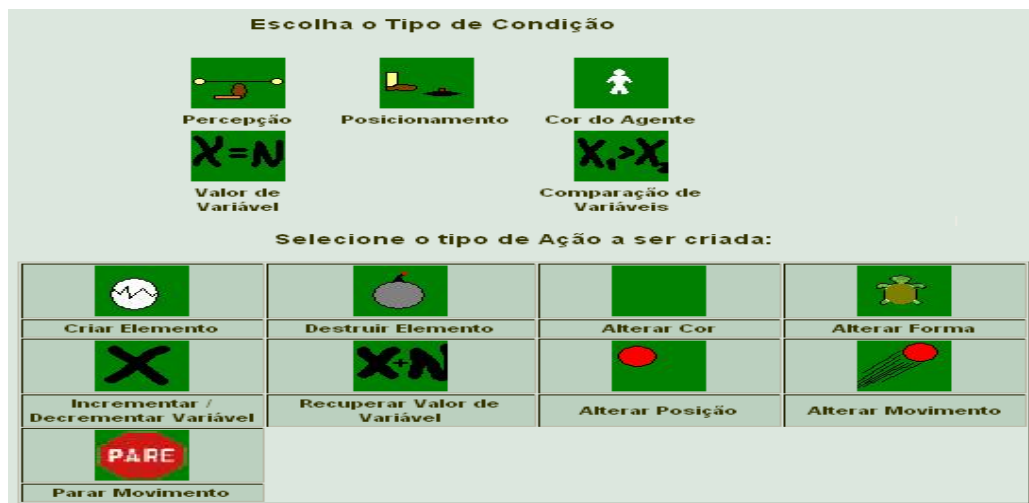 Escolha o Tipo de Condição
Percepção
Posicionamento
Cor do Agente
X=N
X₁>X₂
Valor de
Variável
Comparação de
Variáveis
Selecione o tipo de Ação a ser criada:
Criar Elemento
Destruir Elemento
Alterar Cor
Alterar Forma
X
X+N
Incrementar /
Decrementar Variável
Recuperar Valor de
Variável
Alterar Posição
Alterar Movimento
PARE
Parar Movimento